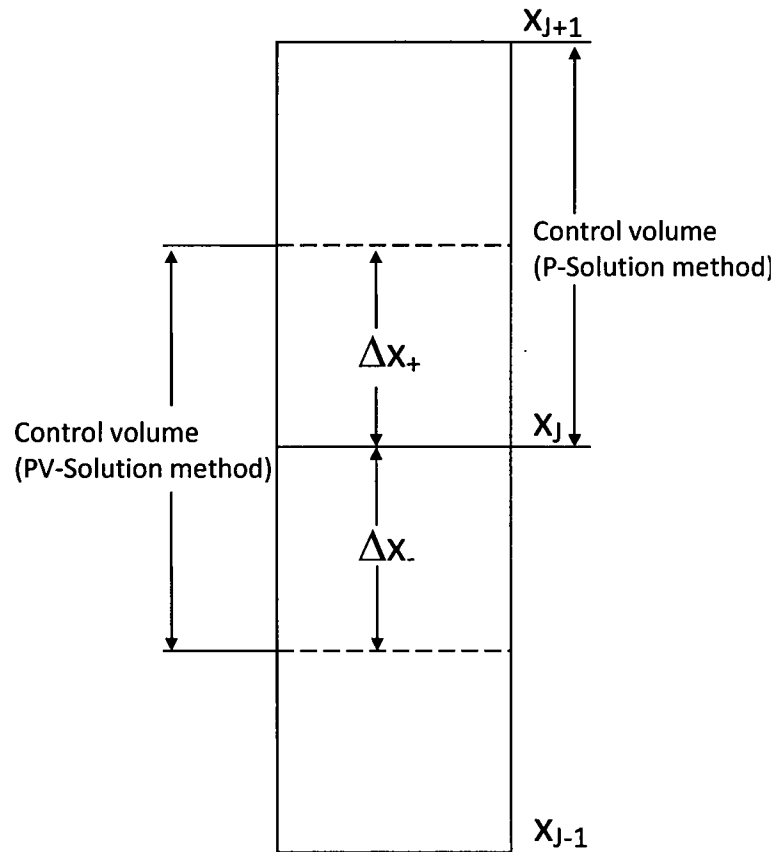 X_{J+1}
Control volume
(P-Solution method)
Δx₊
X_J
Control volume
(PV-Solution method)
Δx₋
X_{J-1}